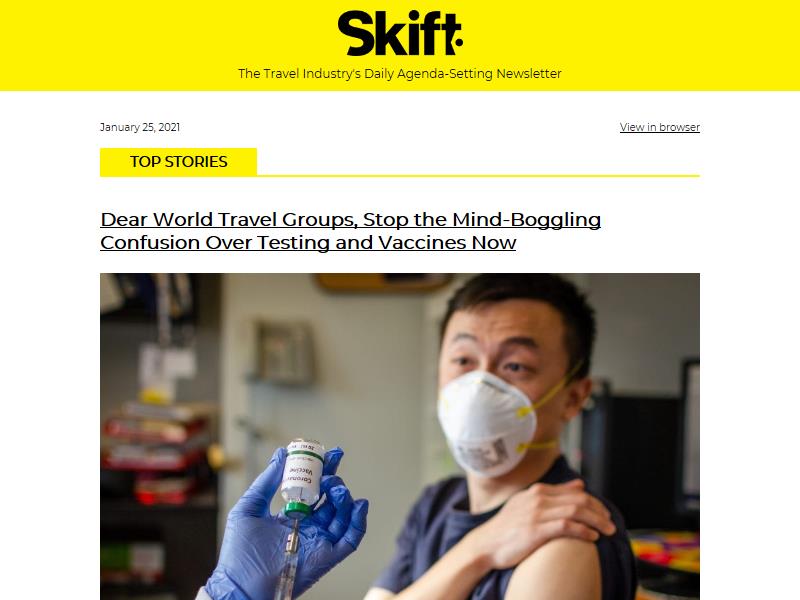 Skift
The Travel Industry's Daily Agenda-Setting Newsletter
January 25, 2021
View in browser
TOP STORIES
Dear World Travel Groups, Stop the Mind-Boggling
Confusion Over Testing and Vaccines Now
Vaccine